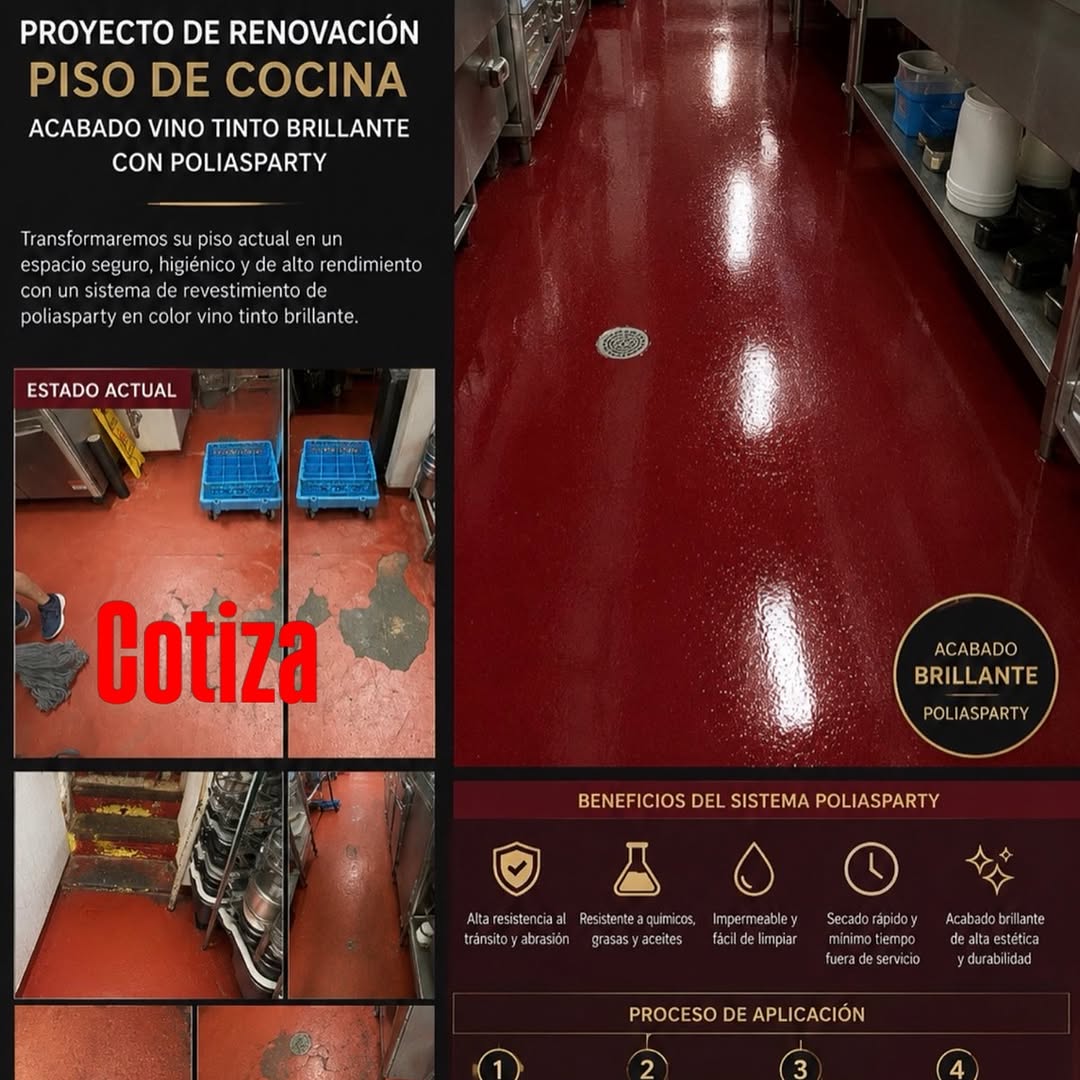 PROYECTO DE RENOVACIÓN
PISO DE COCINA
ACABADO VINO TINTO BRILLANTE
CON POLIASPARTY
Transformaremos su piso actual en un
espacio seguro, higiénico y de alto rendimiento
con un sistema de revestimiento de
poliasparty en color vino tinto brillante.
ESTADO ACTUAL
Cotiza
ACABADO
BRILLANTE
POLIASPARTY
BENEFICIOS DEL SISTEMA POLIASPARTY
Alta resistencia al
tránsito y abrasión
Resistente a quimicos,
grasas y aceites
Impermeable y
fácil de limpiar
Secado rápido y
mínimo tiempo
fuera de servicio
Acabado brillante
de alta estética
y durabilidad
PROCESO DE APLICACIÓN
1
2
3
4